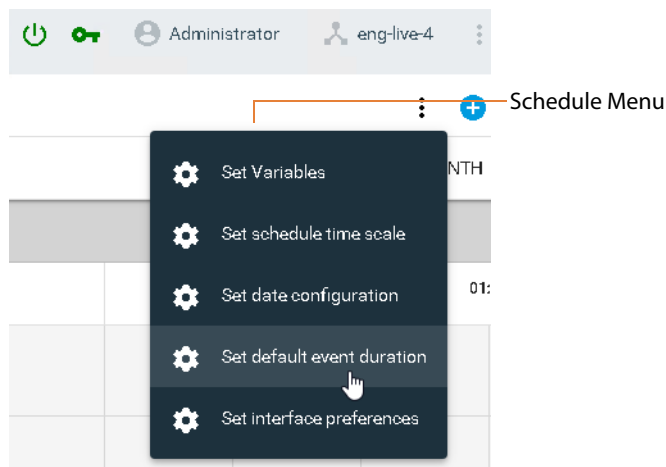 Administrator
eng-live-4
Schedule Menu
Set Variables
NTH
Set schedule time scale
Set date configuration
01:
Set default event duration
Set interface preferences